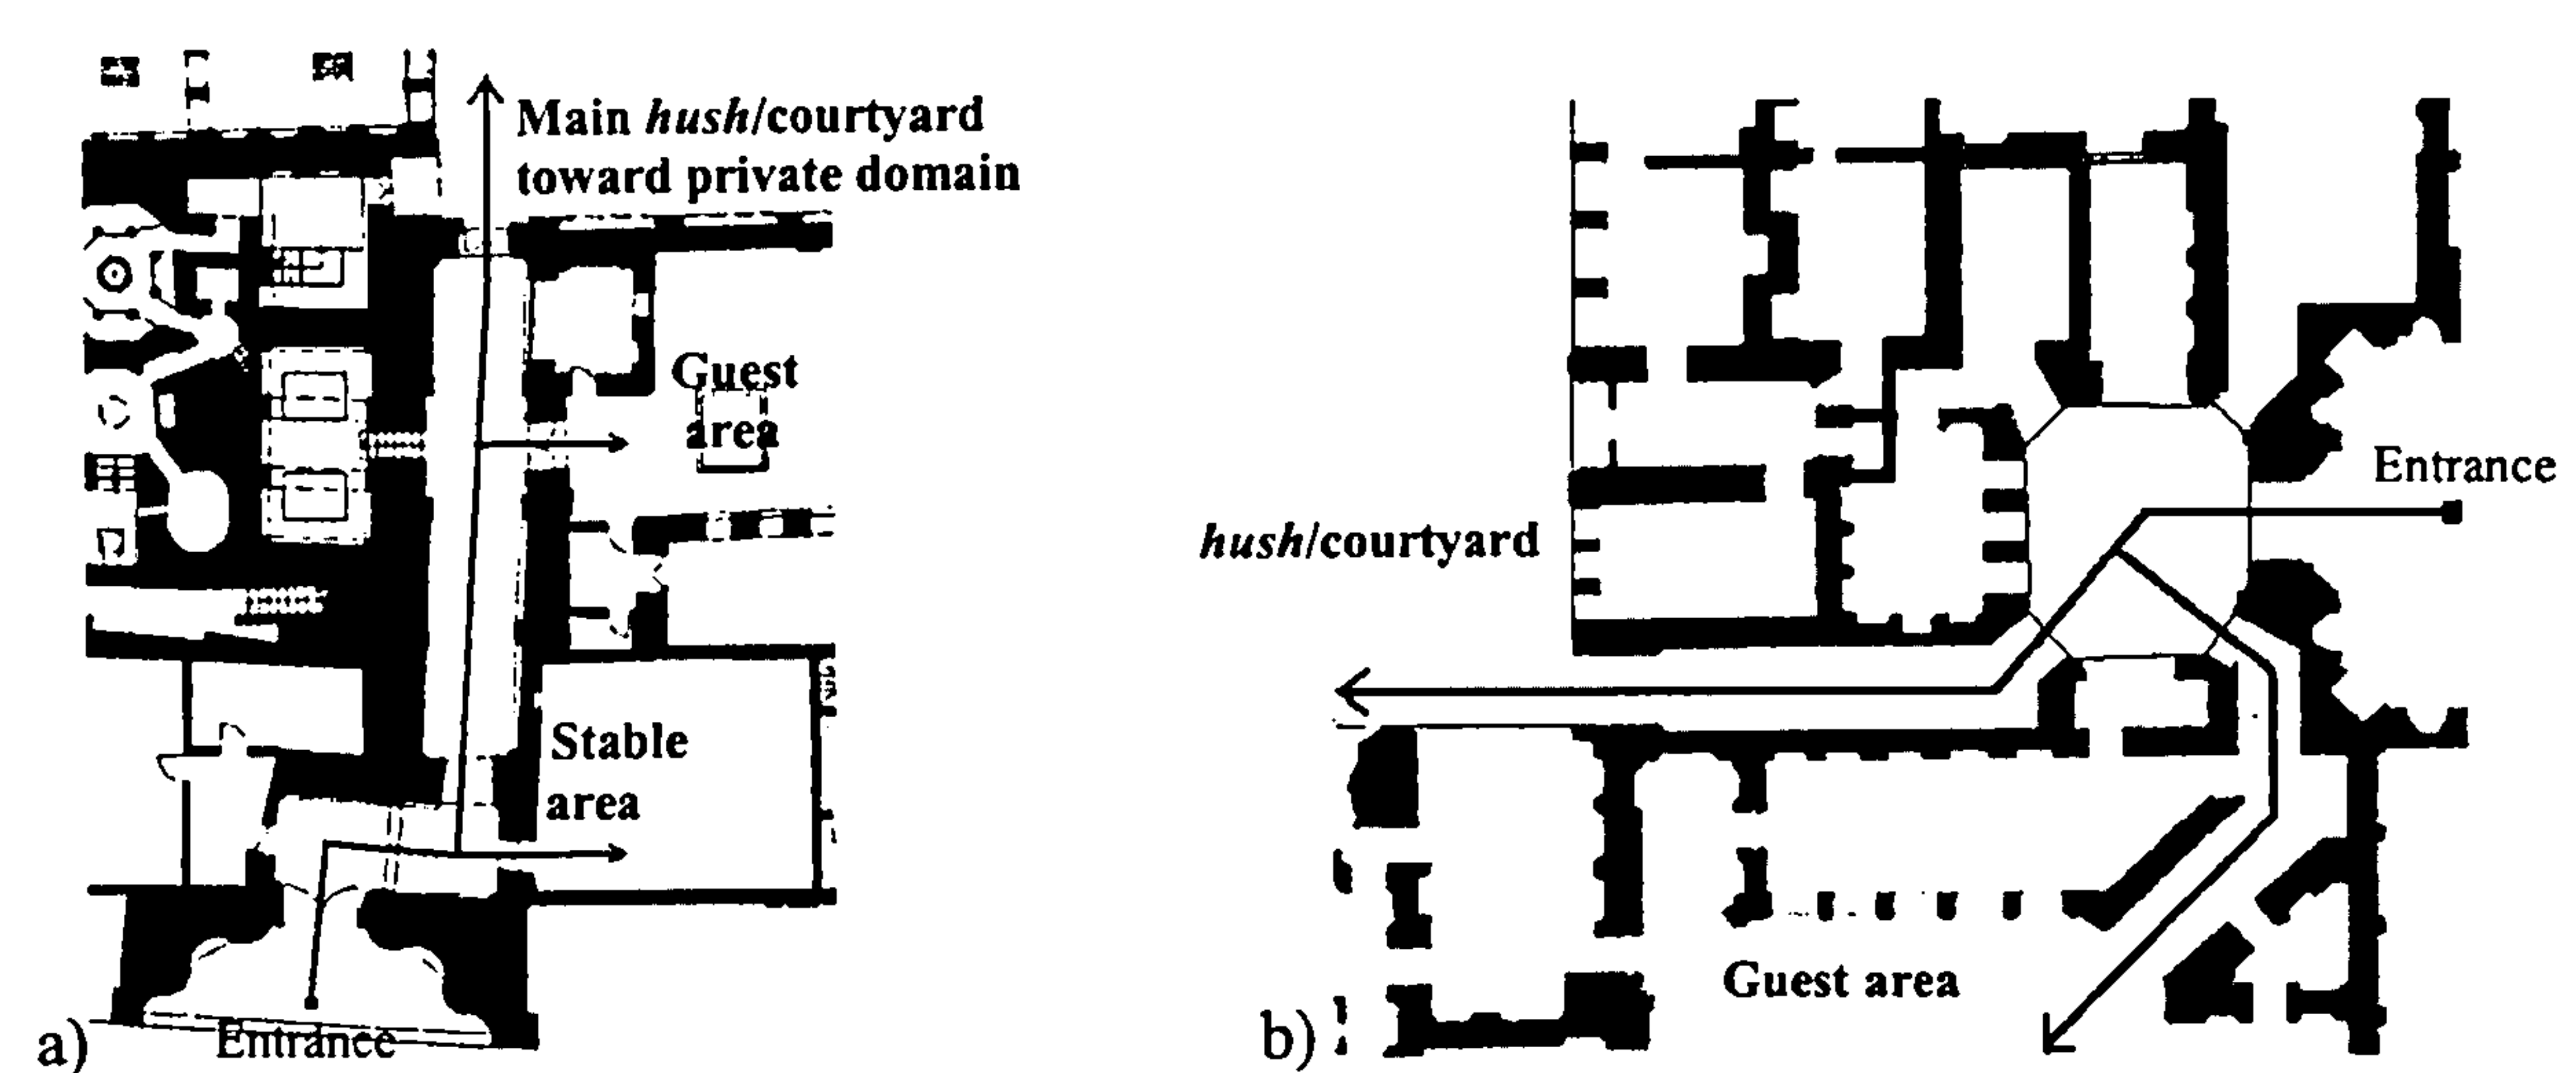 Main hush/courtyard
toward private domain
Guest
area
Stable
area
Entrance
a)
Entrance
hush/courtyard
Guest area
b)